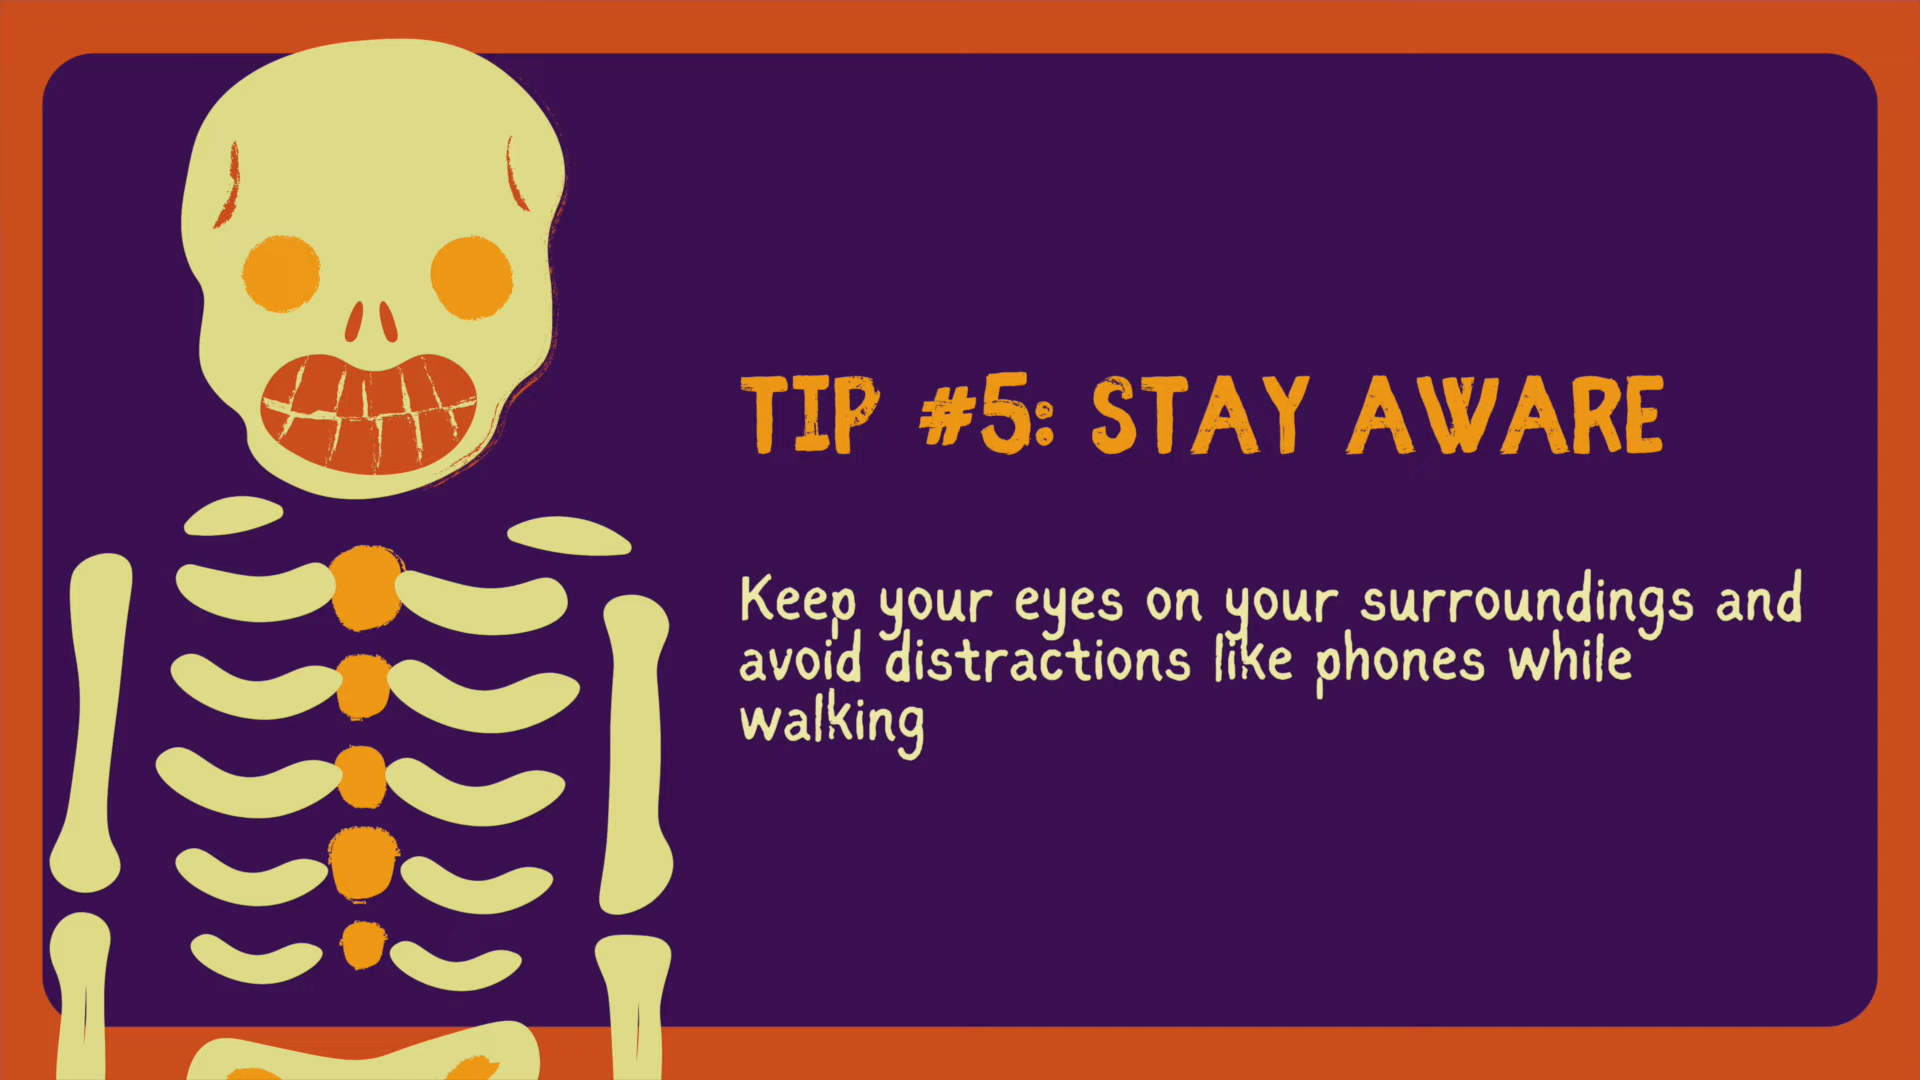 TIP #5: STAY AWARE
Keep your eyes on your surroundings and
avoid distractions like phones while
walking